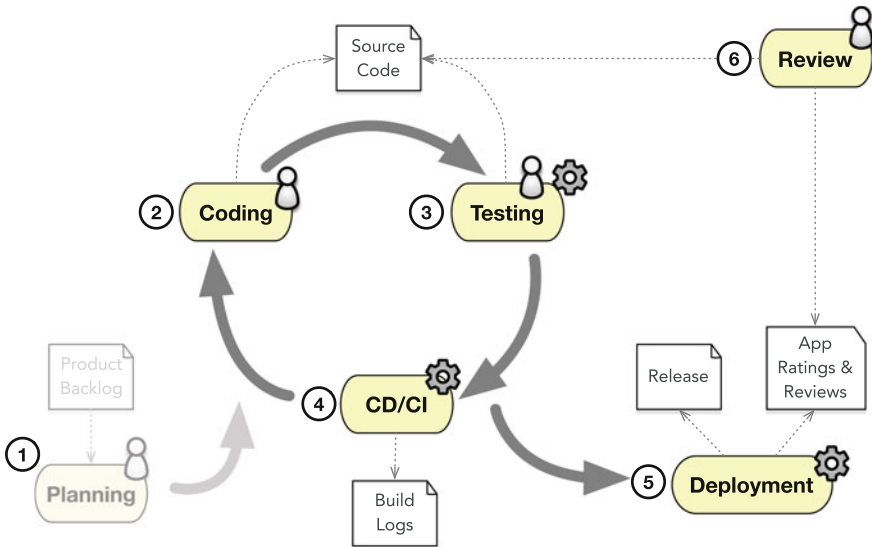 Source
Code
6
Review
2
Coding
3
Testing
Product
Backlog
1
Planning
4
CD/CI
Build
Logs
Release
App
Ratings &
Reviews
5
Deployment